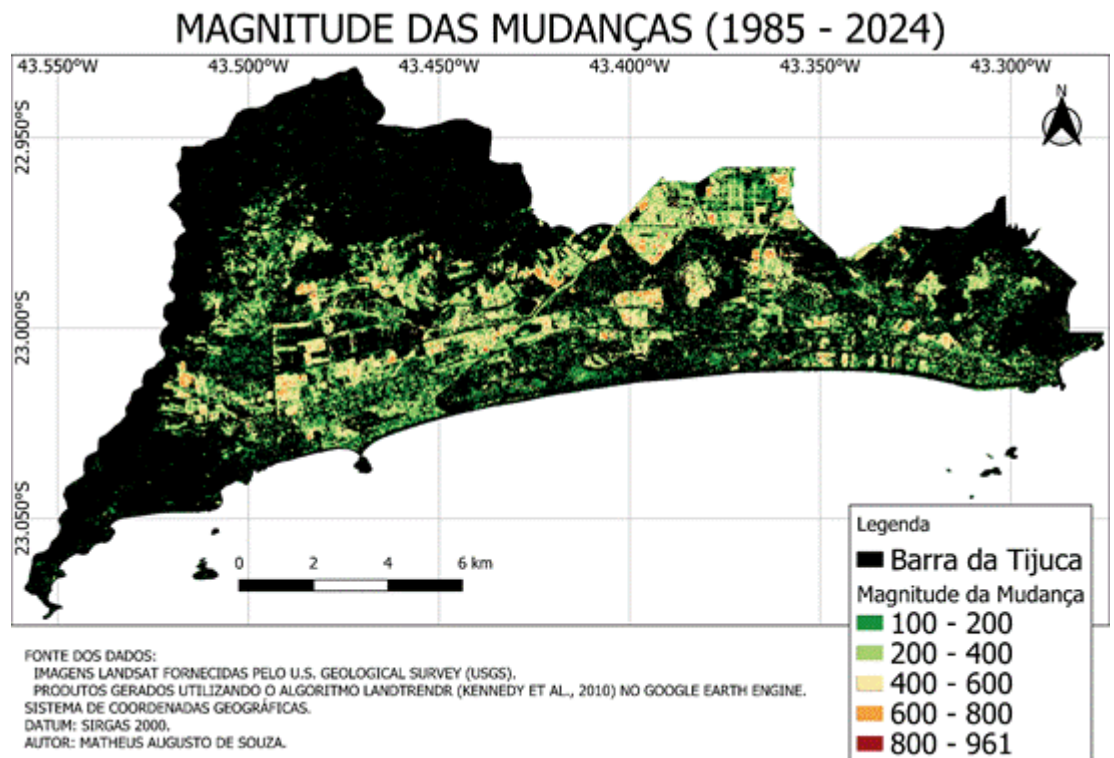 MAGNITUDE DAS MUDANÇAS (1985 - 2024)
43.550°W 43.500°W 43.450°W 43.400°W 43.350°W 43.300°W
N
22.950°S
23.000°S
23.050°S
0 2 4 6 km
Legenda
Barra da Tijuca
Magnitude da Mudança
100 - 200
200 - 400
400 - 600
600 - 800
800 - 961
FONTE DOS DADOS:
IMAGENS LANDSAT FORNECIDAS PELO U.S. GEOLOGICAL SURVEY (USGS).
PRODUTOS GERADOS UTILIZANDO O ALGORITMO LANDTRENDR (KENNEDY ET AL., 2010) NO GOOGLE EARTH ENGINE.
SISTEMA DE COORDENADAS GEOGRÁFICAS.
DATUM: SIRGAS 2000.
AUTOR: MATHEUS AUGUSTO DE SOUZA.